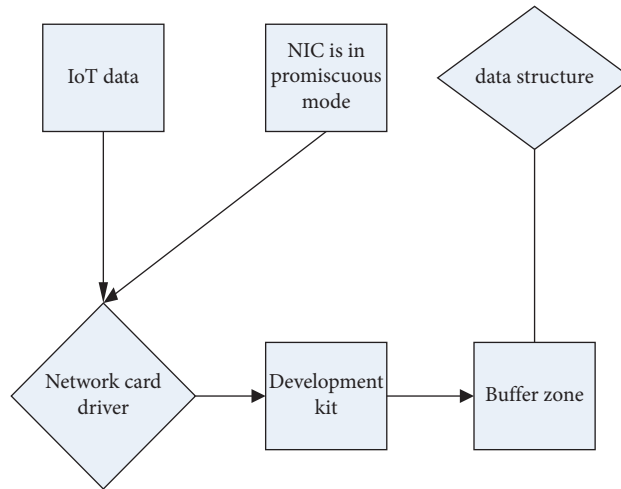 IoT data
NIC is in
promiscuous
mode
data structure
Network card
driver
Development
kit
Buffer zone